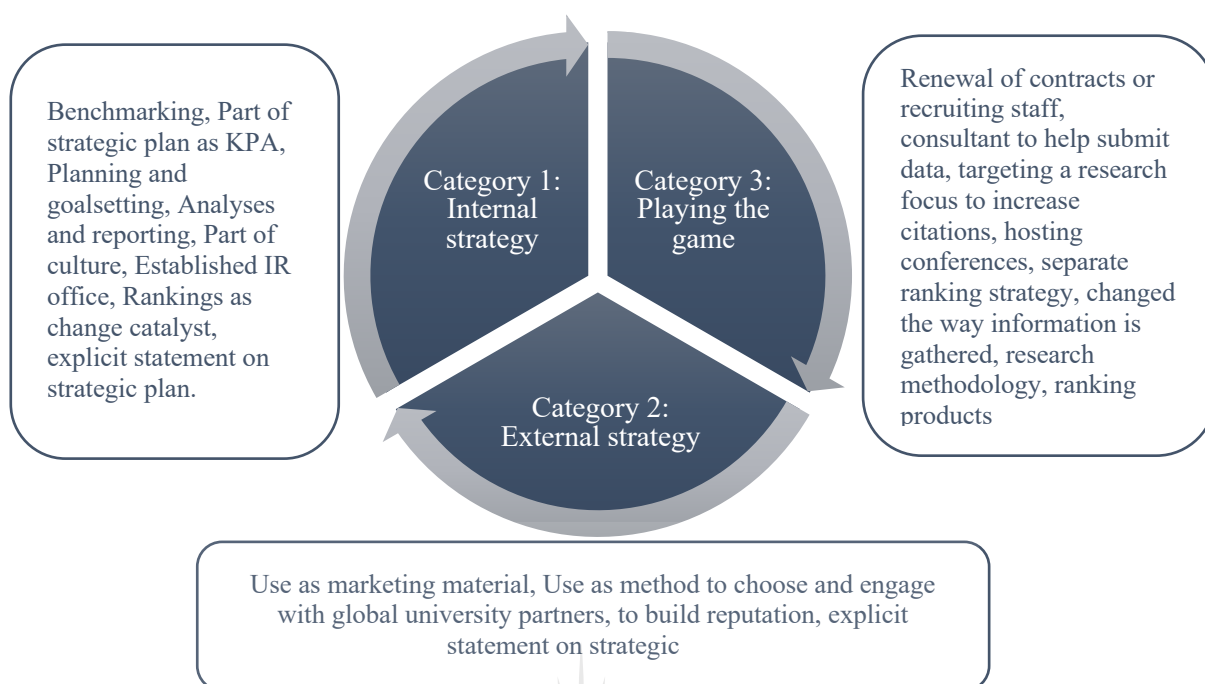 Benchmarking, Part of
strategic plan as KPA,
Planning and
goalsetting, Analyses
and reporting, Part of
culture, Established IR
office, Rankings as
change catalyst,
explicit statement on
strategic plan.
Category 1:
Internal
strategy
Category 3:
Playing the
game
Category 2:
External strategy
Renewal of contracts or
recruiting staff,
consultant to help submit
data, targeting a research
focus to increase
citations, hosting
conferences, separate
ranking strategy, changed
the way information is
gathered, research
methodology, ranking
products
Use as marketing material, Use as method to choose and engage
with global university partners, to build reputation, explicit
statement on strategic